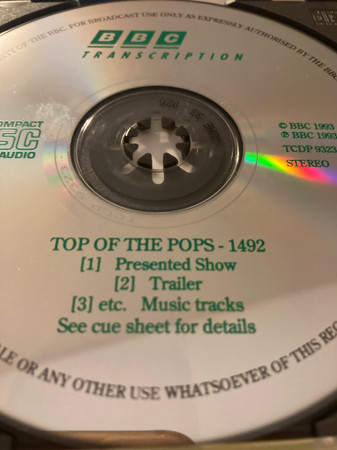 TY OF THE BBC. FOR BROADCAST USE ONLY AS EXPRESSLY AUTHORISED BY THE BBC
BBC
TRANSCRIPTION
COMPACT
DISC
AUDIO
© BBC 1993
℗ BBC 1993
TCDP 9323
STEREO
TOP OF THE POPS - 1492
[1] Presented Show
[2] Trailer
[3] etc. Music tracks
See cue sheet for details
LE OR ANY OTHER USE WHATSOEVER OF THIS REC